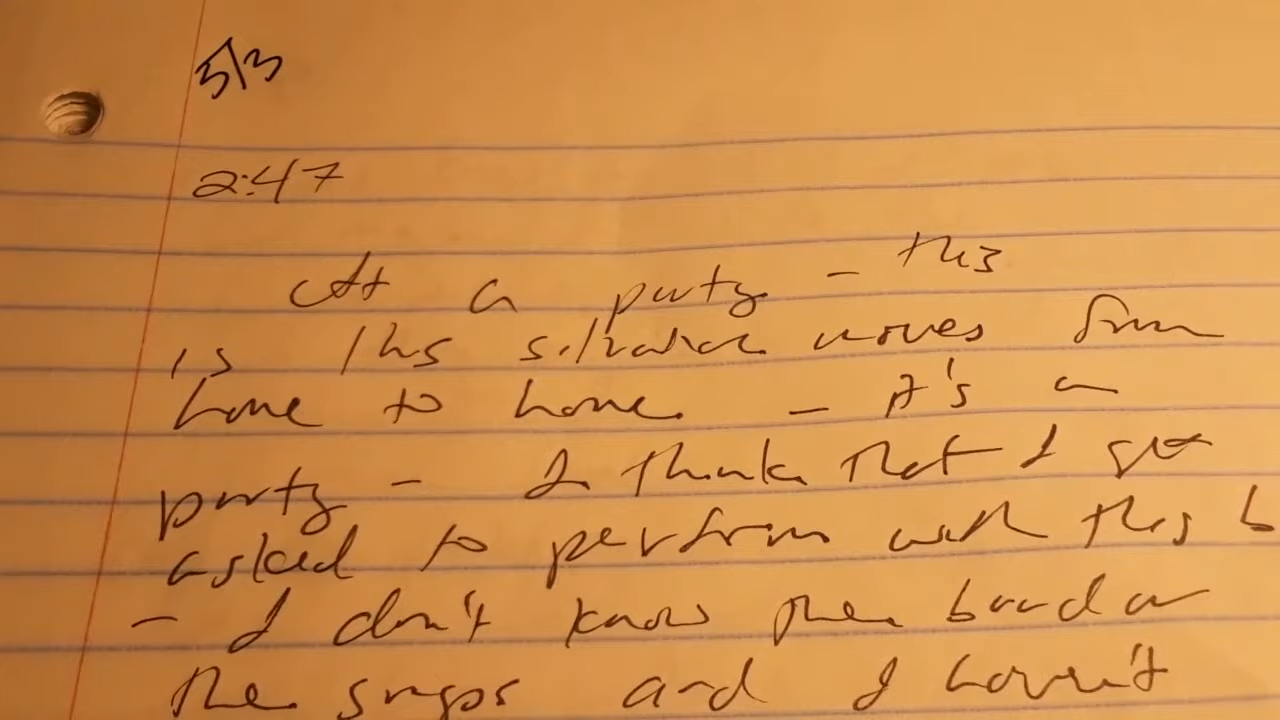 5/3
2:47
At a party - this
is this situation moves from
home to home - it's a
party - I think that I get
asked to perform with this b
- I don't know the band or
the songs and I haven't